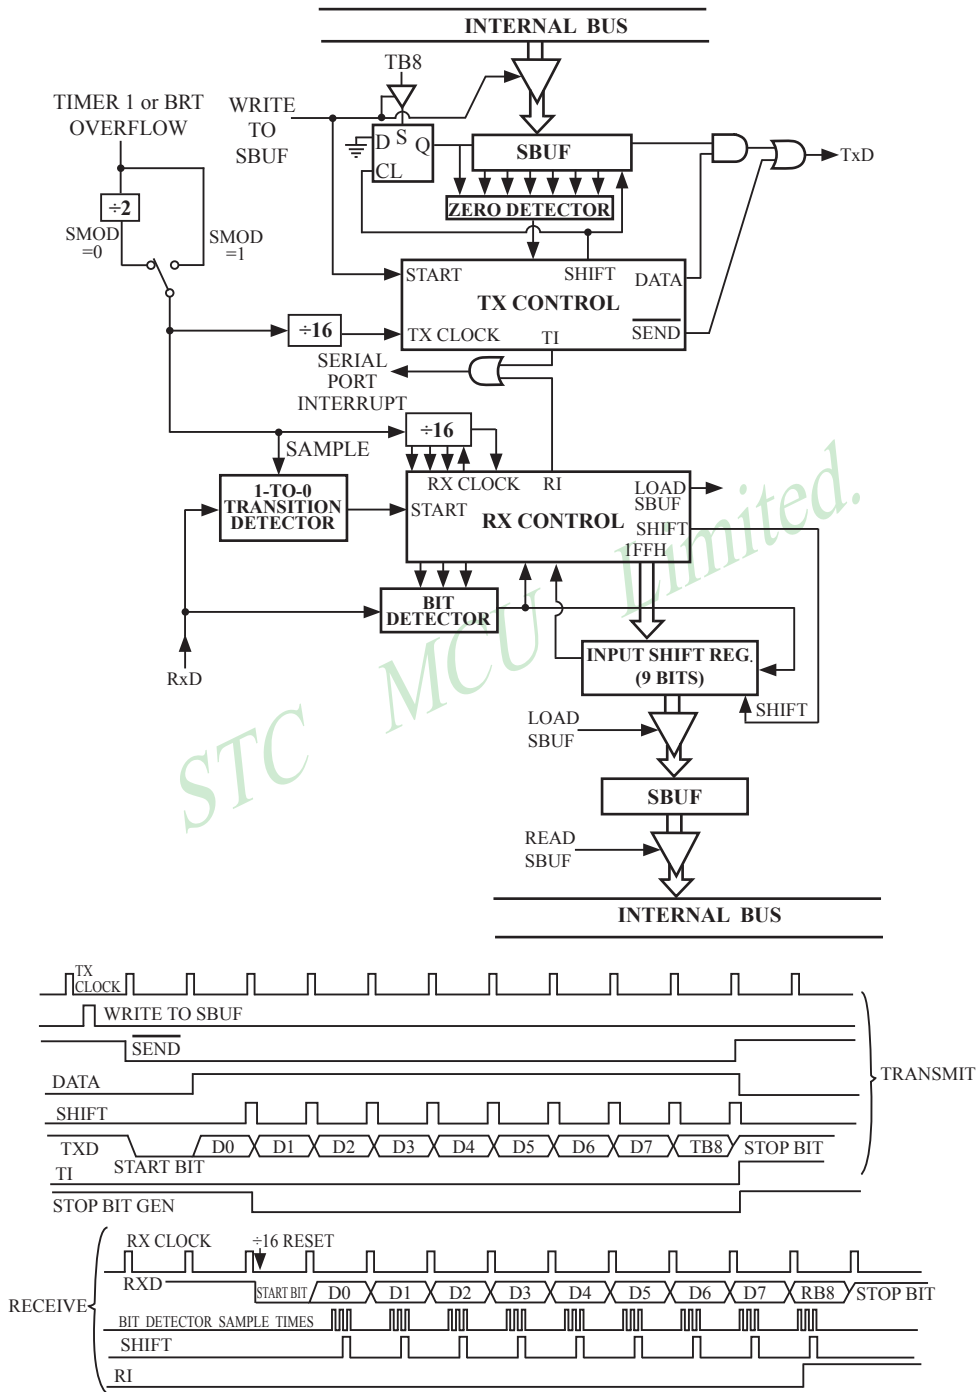 INTERNAL BUS
TB8
TIMER 1 or BRT
OVERFLOW
WRITE
TO
SBUF
D S Q
CL
SBUF
TxD
ZERO DETECTOR
÷2
SMOD
=0
SMOD
=1
START
SHIFT
DATA
TX CONTROL
÷16
TX CLOCK
TI
SEND
SERIAL
PORT
INTERRUPT
÷16
SAMPLE
1-TO-0
TRANSITION
DETECTOR
RX CLOCK
RI
LOAD
SBUF
START
RX CONTROL
SHIFT
1FFH
BIT
DETECTOR
RxD
INPUT SHIFT REG.
(9 BITS)
SHIFT
LOAD
SBUF
SBUF
READ
SBUF
INTERNAL BUS
STC MCU Limited.
TX
CLOCK
WRITE TO SBUF
SEND
DATA
TRANSMIT
SHIFT
TXD
START BIT
D0 D1 D2 D3 D4 D5 D6 D7 TB8 STOP BIT
TI
STOP BIT GEN
RX CLOCK
÷16 RESET
RXD
START BIT D0 D1 D2 D3 D4 D5 D6 D7 RB8 STOP BIT
RECEIVE
BIT DETECTOR SAMPLE TIMES
SHIFT
RI